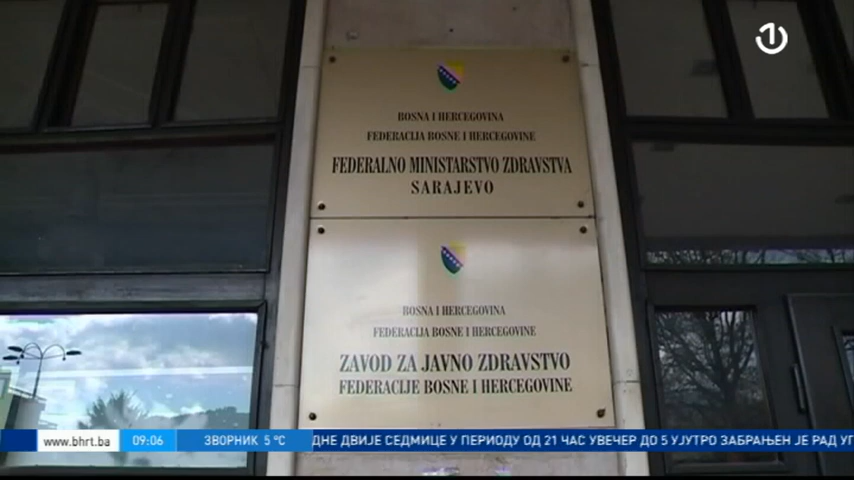 1
BOSNA I HERCEGOVINA
FEDERACIJA BOSNE I HERCEGOVINE
FEDERALNO MINISTARSTVO ZDRAVSTVA
SARAJEVO
BOSNA I HERCEGOVINA
FEDERACIJA BOSNE I HERCEGOVINE
ZAVOD ZA JAVNO ZDRAVSTVO
FEDERACIJE BOSNE I HERCEGOVINE
www.bhrt.ba 09:06 ЗВОРНИК 5°C ДНЕ ДВИЈЕ СЕДМИЦЕ У ПЕРИОДУ ОД 21 ЧАС УВЕЧЕР ДО 5 УЈУТРО ЗАБРАЊЕН ЈЕ РАД УГ